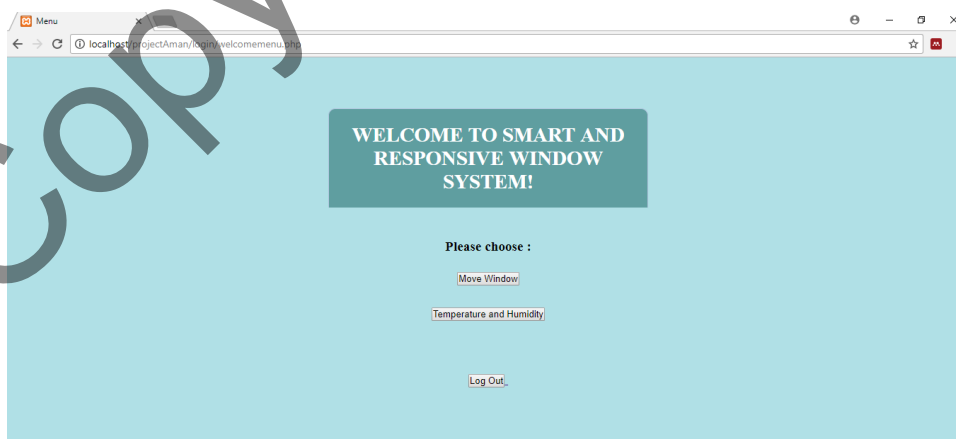 Menu
localhost/projectAman/login/welcomemenu.php
WELCOME TO SMART AND
RESPONSIVE WINDOW
SYSTEM!
Please choose :
Move Window
Temperature and Humidity
Log Out
Copy